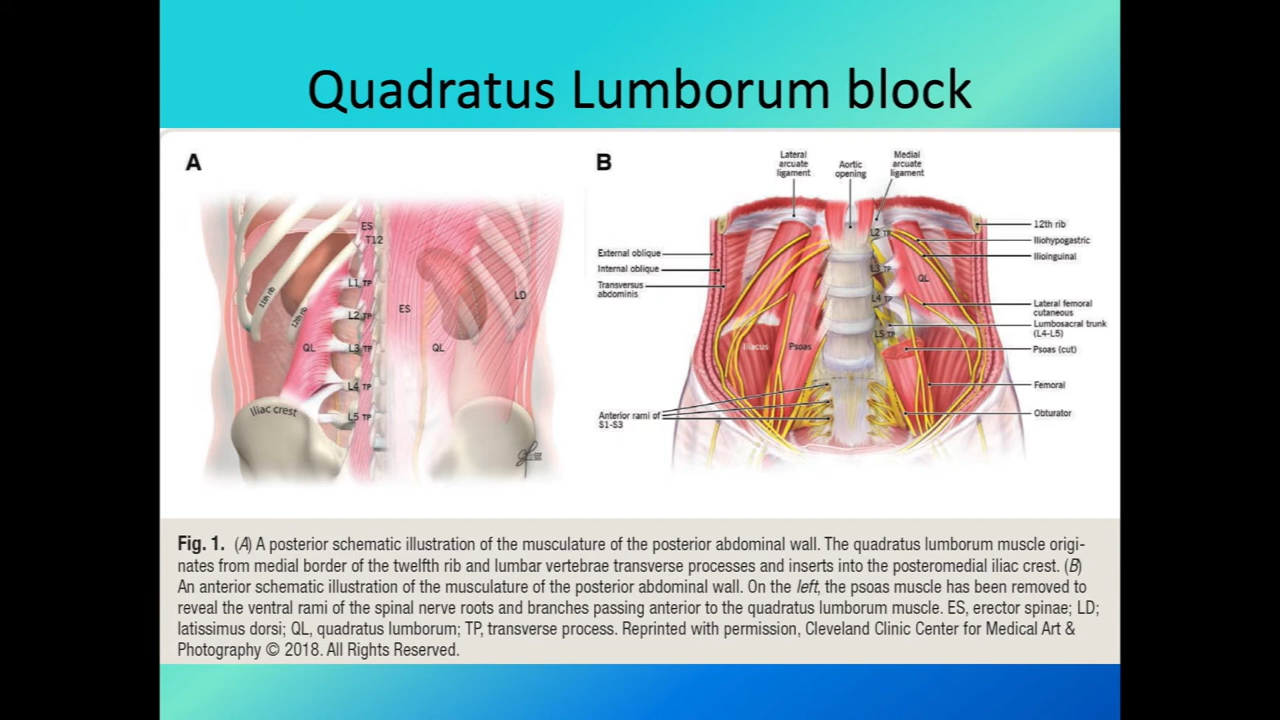 Quadratus Lumborum block
A
ES
T12
L1 TP
11th rib
12th rib
L2 TP
ES
LD
QL
L3 TP
QL
L4 TP
Iliac crest
L5 TP
B
Lateral
arcuate
ligament
Aortic
opening
Medial
arcuate
ligament
12th rib
L2 TP
External oblique
Iliohypogastric
Internal oblique
Ilioinguinal
L3 TP
QL
Transversus
abdominis
L4 TP
Lateral femoral
cutaneous
Lumbosacral trunk
(L4-L5)
L5 TP
Iliacus
Psoas
Psoas (cut)
Femoral
Anterior rami of
S1-S3
Obturator
Fig. 1. (A) A posterior schematic illustration of the musculature of the posterior abdominal wall. The quadratus lumborum muscle origi-
nates from medial border of the twelfth rib and lumbar vertebrae transverse processes and inserts into the posteromedial iliac crest. (B)
An anterior schematic illustration of the musculature of the posterior abdominal wall. On the left, the psoas muscle has been removed to
reveal the ventral rami of the spinal nerve roots and branches passing anterior to the quadratus lumborum muscle. ES, erector spinae; LD;
latissimus dorsi; QL, quadratus lumborum; TP, transverse process. Reprinted with permission, Cleveland Clinic Center for Medical Art &
Photography © 2018. All Rights Reserved.